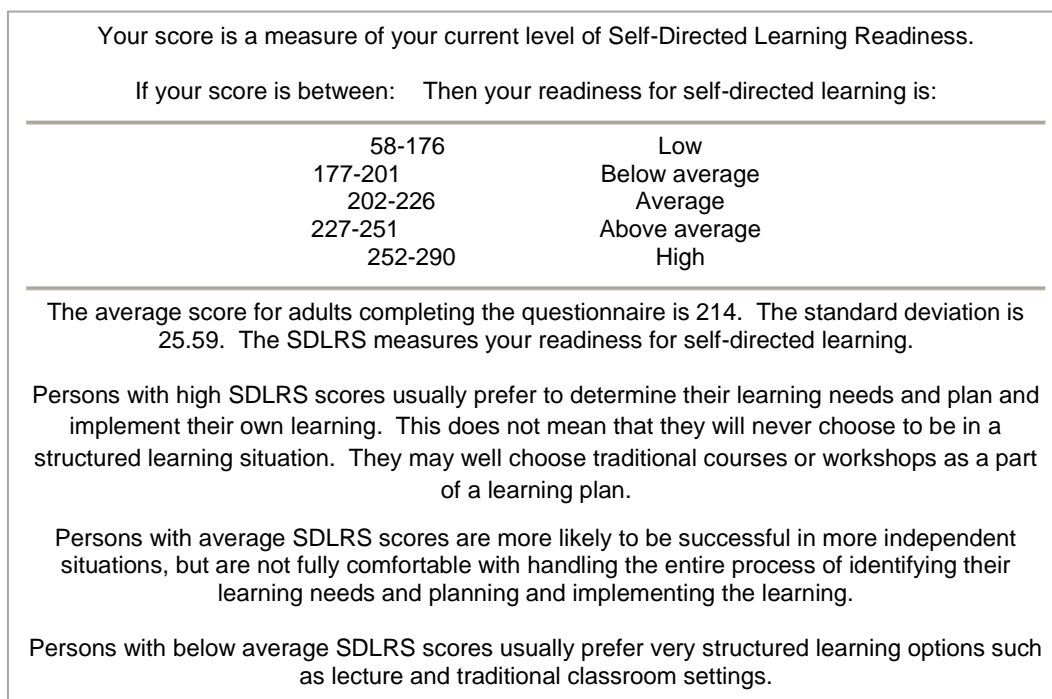 Your score is a measure of your current level of Self-Directed Learning Readiness.
If your score is between: Then your readiness for self-directed learning is:
58-176 Low
177-201 Below average
202-226 Average
227-251 Above average
252-290 High
The average score for adults completing the questionnaire is 214. The standard deviation is
25.59. The SDLRS measures your readiness for self-directed learning.
Persons with high SDLRS scores usually prefer to determine their learning needs and plan and
implement their own learning. This does not mean that they will never choose to be in a
structured learning situation. They may well choose traditional courses or workshops as a part
of a learning plan.
Persons with average SDLRS scores are more likely to be successful in more independent
situations, but are not fully comfortable with handling the entire process of identifying their
learning needs and planning and implementing the learning.
Persons with below average SDLRS scores usually prefer very structured learning options such
as lecture and traditional classroom settings.